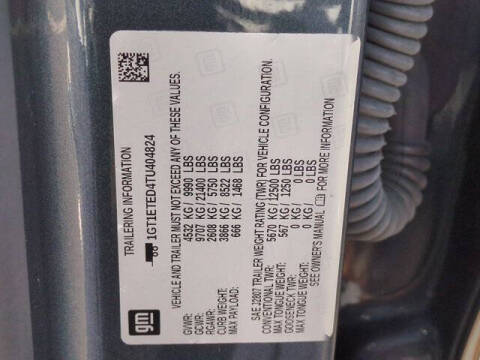 gm
TRAILERING INFORMATION
1GT1ETED4TU404824
VEHICLE AND TRAILER MUST NOT EXCEED ANY OF THESE VALUES.
GVWR: 4532 KG/ 9990 LBS
GCWR: 9707 KG/21400 LBS
RGAWR: 2608 KG/ 5750 LBS
CURB WEIGHT: 3866 KG/ 8522 LBS
MAX PAYLOAD: 666 KG/ 1468 LBS
SAE J2807 TRAILER WEIGHT RATING (TWR) FOR VEHICLE CONFIGURATION.
CONVENTIONAL TWR: 5670 KG/12500 LBS
MAX TONGUE WEIGHT: 567 KG/ 1250 LBS
GOOSENECK TWR: 0 KG/ 0 LBS
MAX TONGUE WEIGHT: 0 KG/ 0 LBS
SEE OWNER'S MANUAL FOR MORE INFORMATION